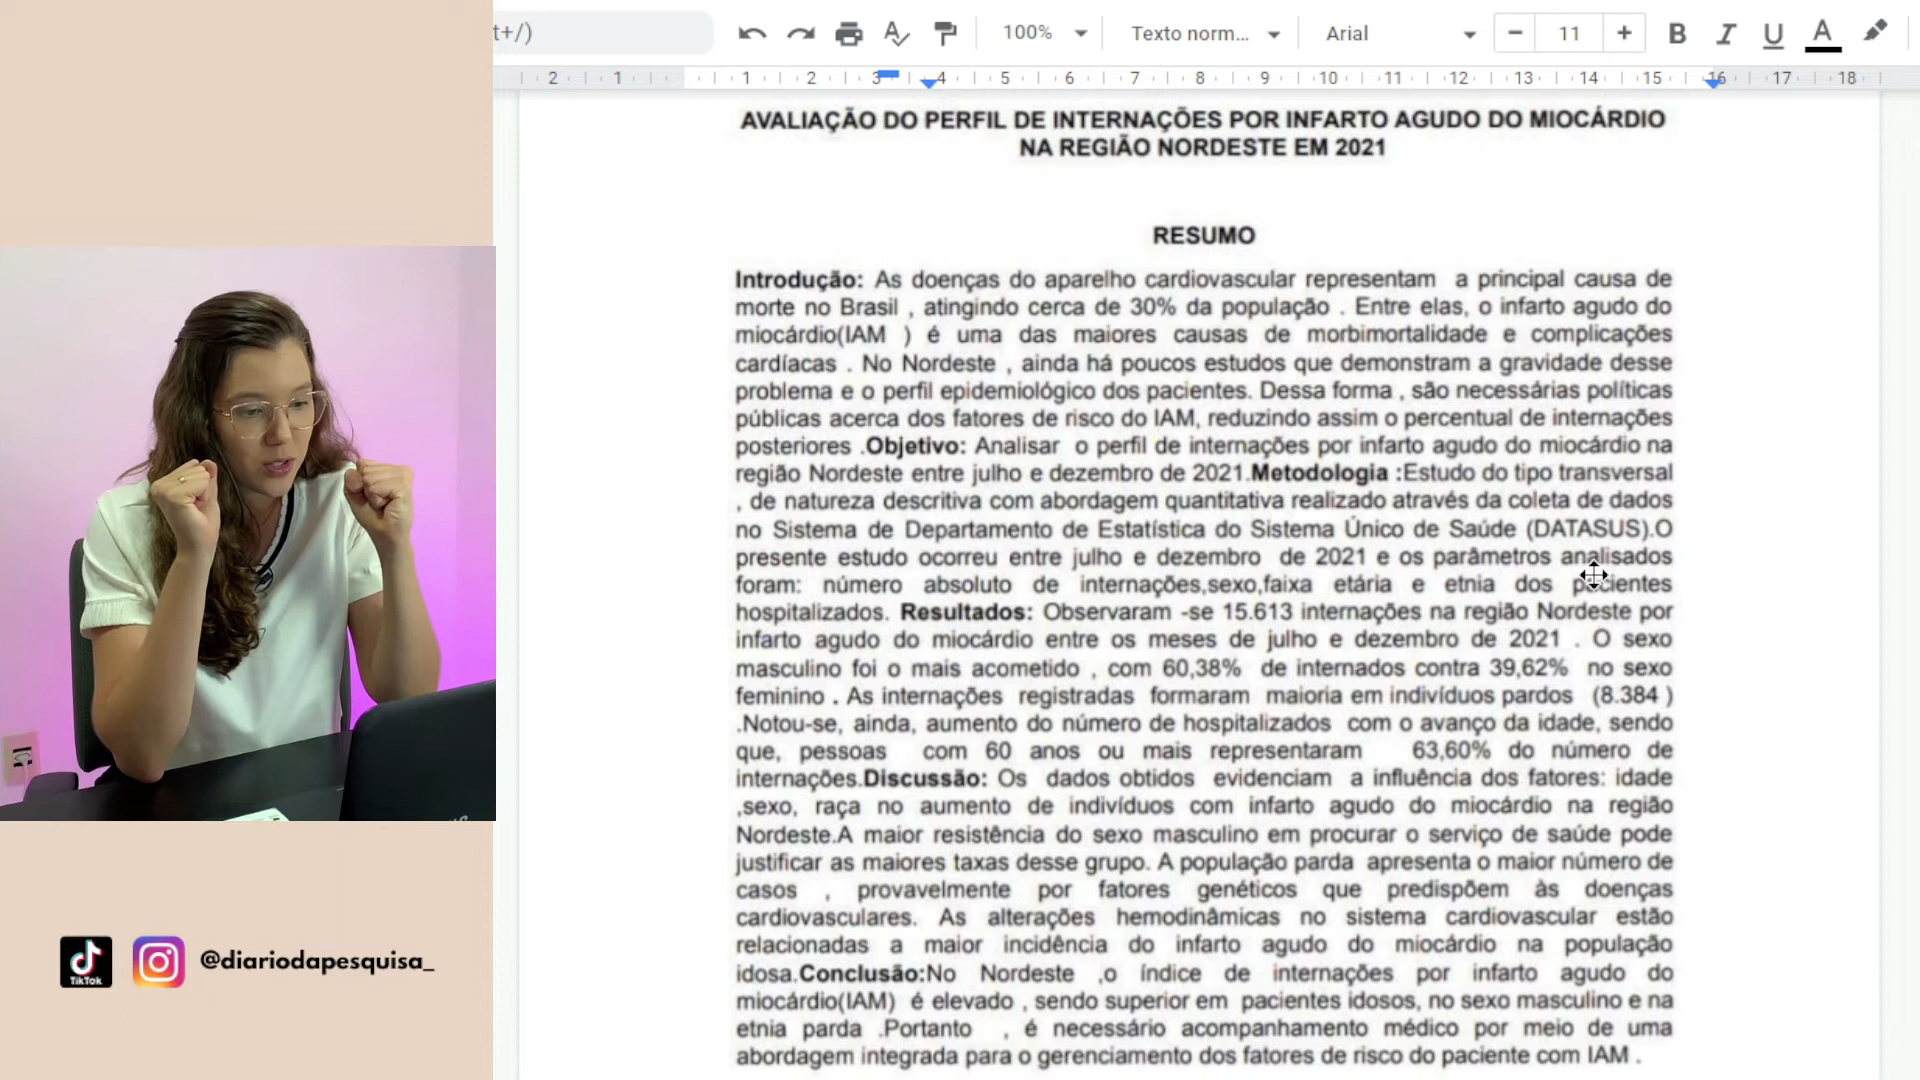 t+/)
100%
Texto norm...
Arial
11
B I U A
2 1 1 2 3 4 5 6 7 8 9 10 11 12 13 14 15 16 17 18
AVALIAÇÃO DO PERFIL DE INTERNAÇÕES POR INFARTO AGUDO DO MIOCÁRDIO
NA REGIÃO NORDESTE EM 2021
RESUMO
Introdução: As doenças do aparelho cardiovascular representam a principal causa de
morte no Brasil , atingindo cerca de 30% da população . Entre elas, o infarto agudo do
miocárdio(IAM ) é uma das maiores causas de morbimortalidade e complicações
cardíacas . No Nordeste , ainda há poucos estudos que demonstram a gravidade desse
problema e o perfil epidemiológico dos pacientes. Dessa forma , são necessárias políticas
públicas acerca dos fatores de risco do IAM, reduzindo assim o percentual de internações
posteriores .Objetivo: Analisar o perfil de internações por infarto agudo do miocárdio na
região Nordeste entre julho e dezembro de 2021.Metodologia :Estudo do tipo transversal
, de natureza descritiva com abordagem quantitativa realizado através da coleta de dados
no Sistema de Departamento de Estatística do Sistema Único de Saúde (DATASUS).O
presente estudo ocorreu entre julho e dezembro de 2021 e os parâmetros analisados
foram: número absoluto de internações,sexo,faixa etária e etnia dos pacientes
hospitalizados. Resultados: Observaram -se 15.613 internações na região Nordeste por
infarto agudo do miocárdio entre os meses de julho e dezembro de 2021 . O sexo
masculino foi o mais acometido , com 60,38% de internados contra 39,62% no sexo
feminino . As internações registradas formaram maioria em indivíduos pardos (8.384 )
.Notou-se, ainda, aumento do número de hospitalizados com o avanço da idade, sendo
que, pessoas com 60 anos ou mais representaram 63,60% do número de
internações.Discussão: Os dados obtidos evidenciam a influência dos fatores: idade
,sexo, raça no aumento de indivíduos com infarto agudo do miocárdio na região
Nordeste.A maior resistência do sexo masculino em procurar o serviço de saúde pode
justificar as maiores taxas desse grupo. A população parda apresenta o maior número de
casos , provavelmente por fatores genéticos que predispõem às doenças
cardiovasculares. As alterações hemodinâmicas no sistema cardiovascular estão
relacionadas a maior incidência do infarto agudo do miocárdio na população
idosa.Conclusão:No Nordeste ,o índice de internações por infarto agudo do
miocárdio(IAM) é elevado , sendo superior em pacientes idosos, no sexo masculino e na
etnia parda .Portanto , é necessário acompanhamento médico por meio de uma
abordagem integrada para o gerenciamento dos fatores de risco do paciente com IAM .
TikTok
@diariodapesquisa_